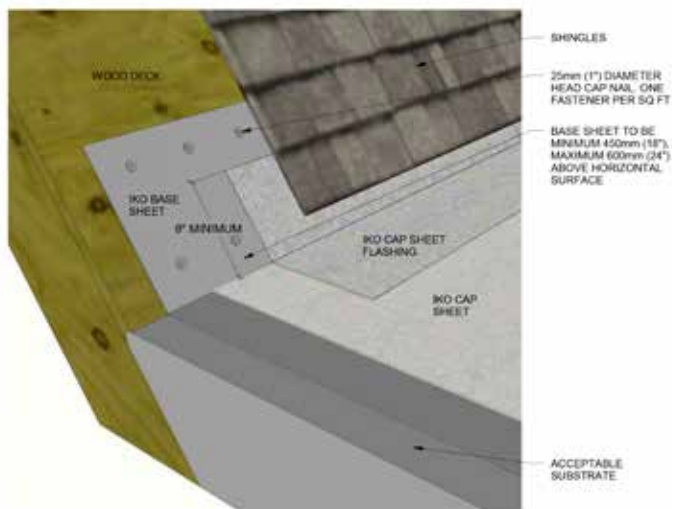 WOOD DECK
SHINGLES
25mm (1") DIAMETER
HEAD CAP NAIL. ONE
FASTENER PER SQ FT
BASE SHEET TO BE
MINIMUM 450mm (18"),
MAXIMUM 600mm (24")
ABOVE HORIZONTAL
SURFACE
IKO BASE
SHEET
8" MINIMUM
IKO CAP SHEET
FLASHING
IKO CAP
SHEET
ACCEPTABLE
SUBSTRATE